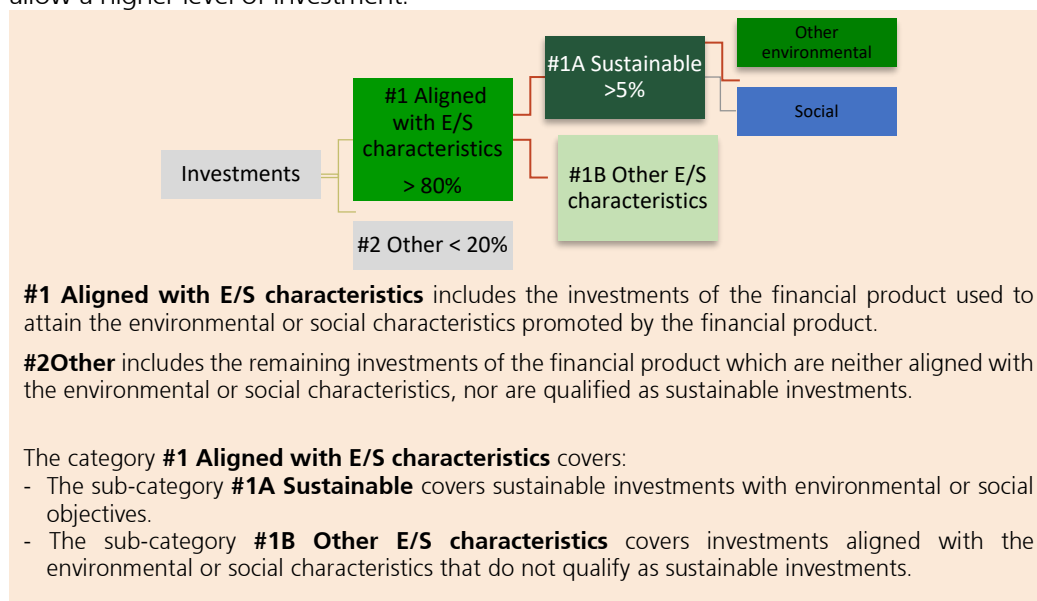 allow a higher level of investment.
Other
environmental
#1A Sustainable
>5%
Social
#1 Aligned
with E/S
characteristics
> 80%
Investments
#1B Other E/S
characteristics
#2 Other < 20%
#1 Aligned with E/S characteristics includes the investments of the financial product used to
attain the environmental or social characteristics promoted by the financial product.
#2Other includes the remaining investments of the financial product which are neither aligned with
the environmental or social characteristics, nor are qualified as sustainable investments.
The category #1 Aligned with E/S characteristics covers:
- The sub-category #1A Sustainable covers sustainable investments with environmental or social
objectives.
- The sub-category #1B Other E/S characteristics covers investments aligned with the
environmental or social characteristics that do not qualify as sustainable investments.